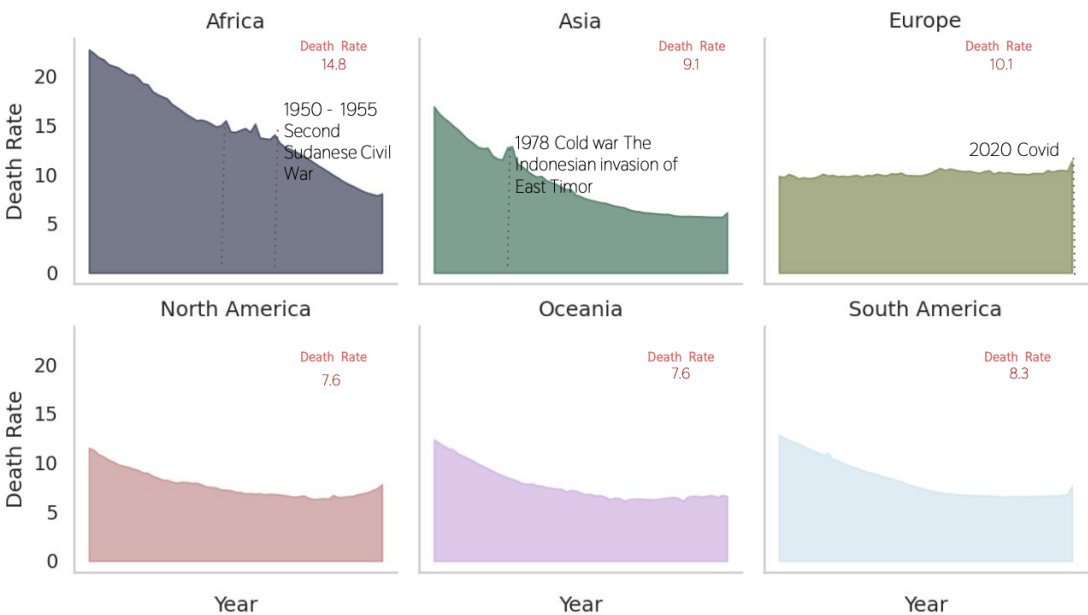 Africa
Asia
Europe
Death Rate
14.8
Death Rate
9.1
Death Rate
10.1
Death Rate
20
15
10
5
0
1950 - 1955
Second
Sudanese Civil
War
1978 Cold war The
Indonesian invasion of
East Timor
2020 Covid
North America
Oceania
South America
Death Rate
7.6
Death Rate
7.6
Death Rate
8.3
Death Rate
20
15
10
5
0
Year
Year
Year